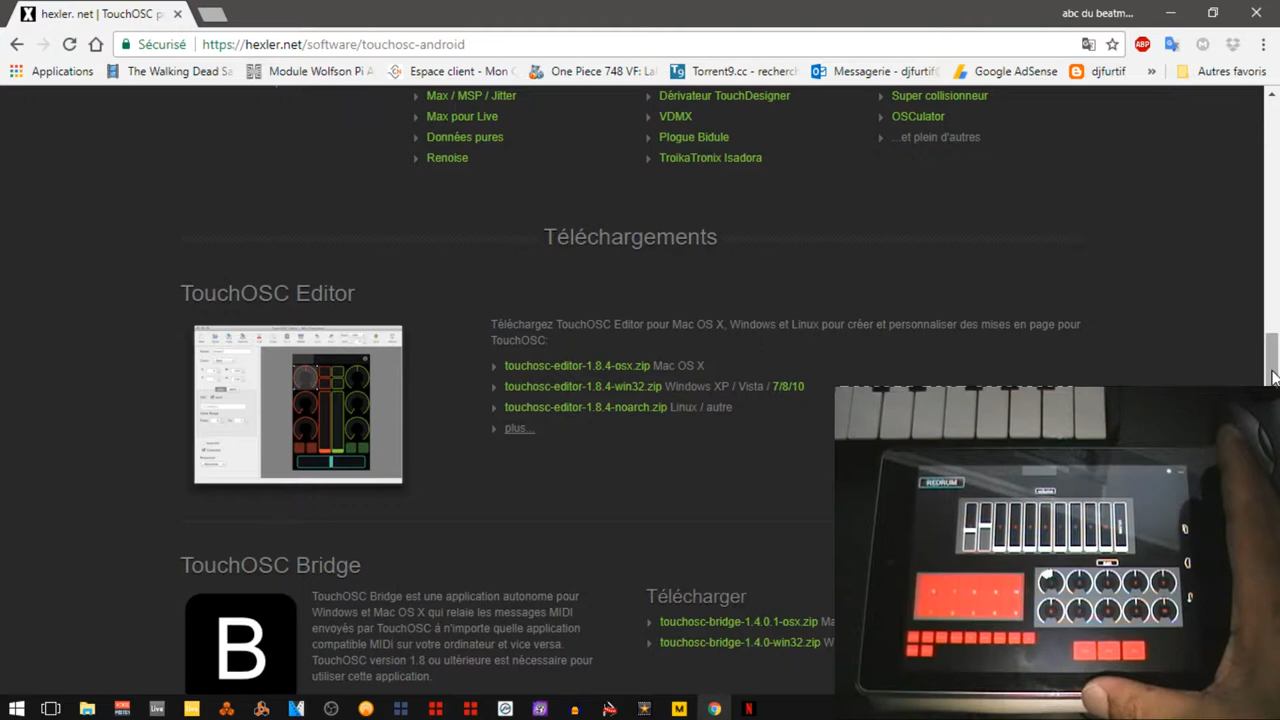 hexler. net | TouchOSC p
abc du beatm...
Sécurisé
https://hexler.net/software/touchosc-android
ABP
Applications
The Walking Dead Sa
Module Wolfson Pi A
Espace client - Mon C
One Piece 748 VF: La
Torrent9.cc - recherc
Messagerie – djfurtif
Google AdSense
djfurtif
»
Autres favoris
Max / MSP / Jitter
Dérivateur TouchDesigner
Super collisionneur
Max pour Live
VDMX
OSCulator
Données pures
Plogue Bidule
...et plein d'autres
Renoise
TroikaTronix Isadora
Téléchargements
TouchOSC Editor
Téléchargez TouchOSC Editor pour Mac OS X, Windows et Linux pour créer et personnaliser des mises en page pour
TouchOSC:
touchosc-editor-1.8.4-osx.zip Mac OS X
touchosc-editor-1.8.4-win32.zip Windows XP / Vista / 7/8/10
touchosc-editor-1.8.4-noarch.zip Linux / autre
plus...
REDRUM
TouchOSC Bridge
B
TouchOSC Bridge est une application autonome pour
Windows et Mac OS X qui relaie les messages MIDI
envoyés par TouchOSC á n'importe quelle application
compatible MIDI sur votre ordinateur et vice versa.
TouchOSC version 1.8 ou ultérieure est nécessaire pour
utiliser cette application.
Télécharger
touchosc-bridge-1.4.0.1-osx.zip Ma
touchosc-bridge-1.4.0-win32.zip W